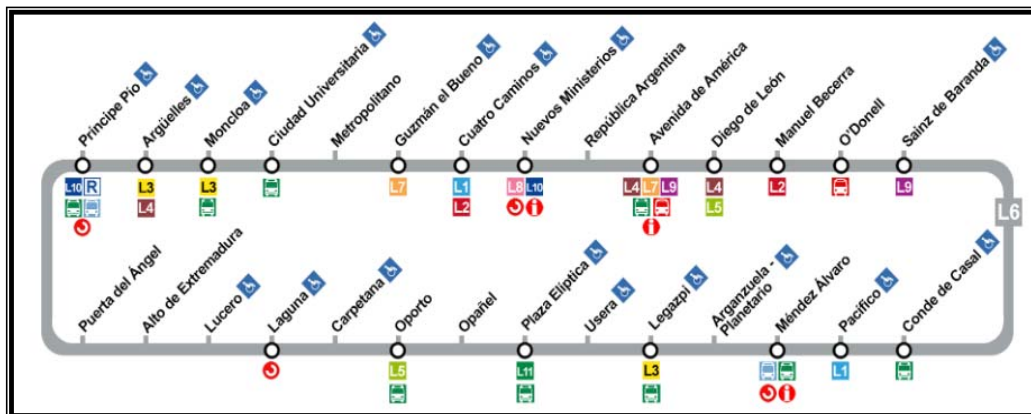 Príncipe Pío
Argüelles
Moncloa
Ciudad Universitaria
Metropolitano
Guzmán el Bueno
Cuatro Caminos
Nuevos Ministerios
República Argentina
Avenida de América
Diego de León
Manuel Becerra
O'Donell
Sainz de Baranda
L10 R
L3
L4
L3
L7
L1
L2
L8 L10
L4 L7 L9
L4
L5
L2
L9
L6
Puerta del Ángel
Alto de Extremadura
Lucero
Laguna
Carpetana
Oporto
Opañel
Plaza Elíptica
Usera
Legazpi
Arganzuela -
Planetario
Méndez Álvaro
Pacífico
Conde de Casal
L5
L11
L3
L1